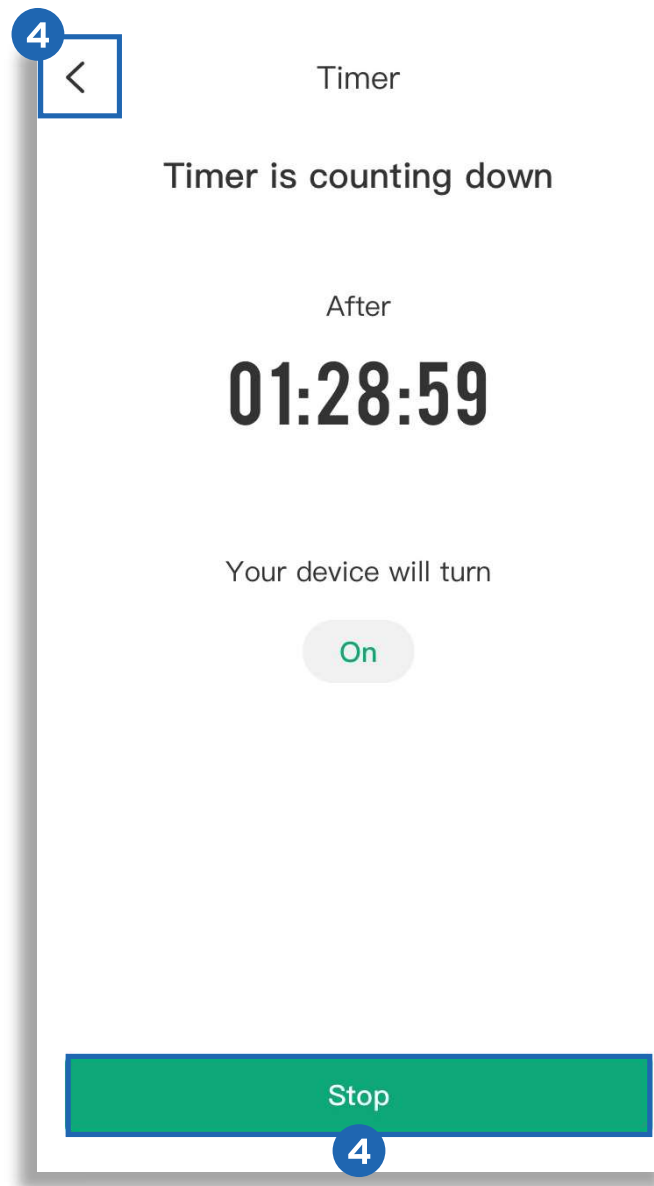 4
Timer
Timer is counting down
After
01:28:59
Your device will turn
On
Stop
4